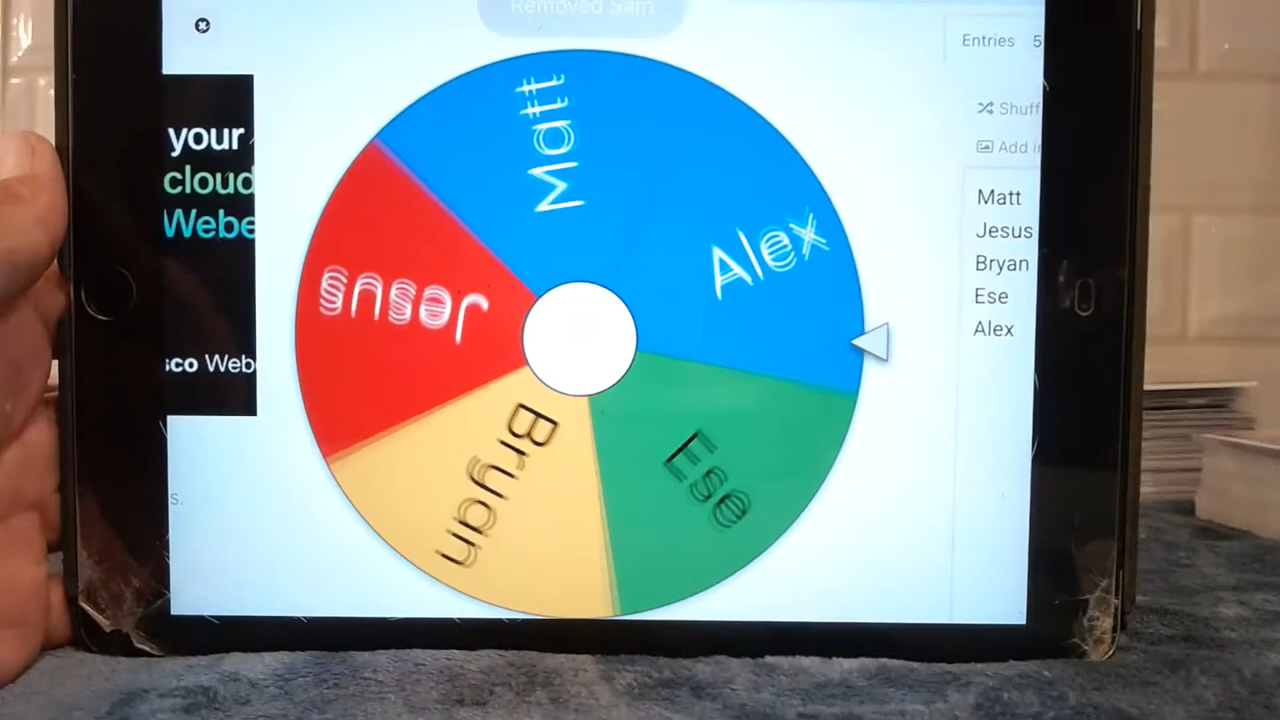 Removed Sam
Entries 5
your
cloud
Webe
sco Web
s.
Matt
Alex
Jesus
Bryan
Ese
Shuff
Add i
Matt
Jesus
Bryan
Ese
Alex